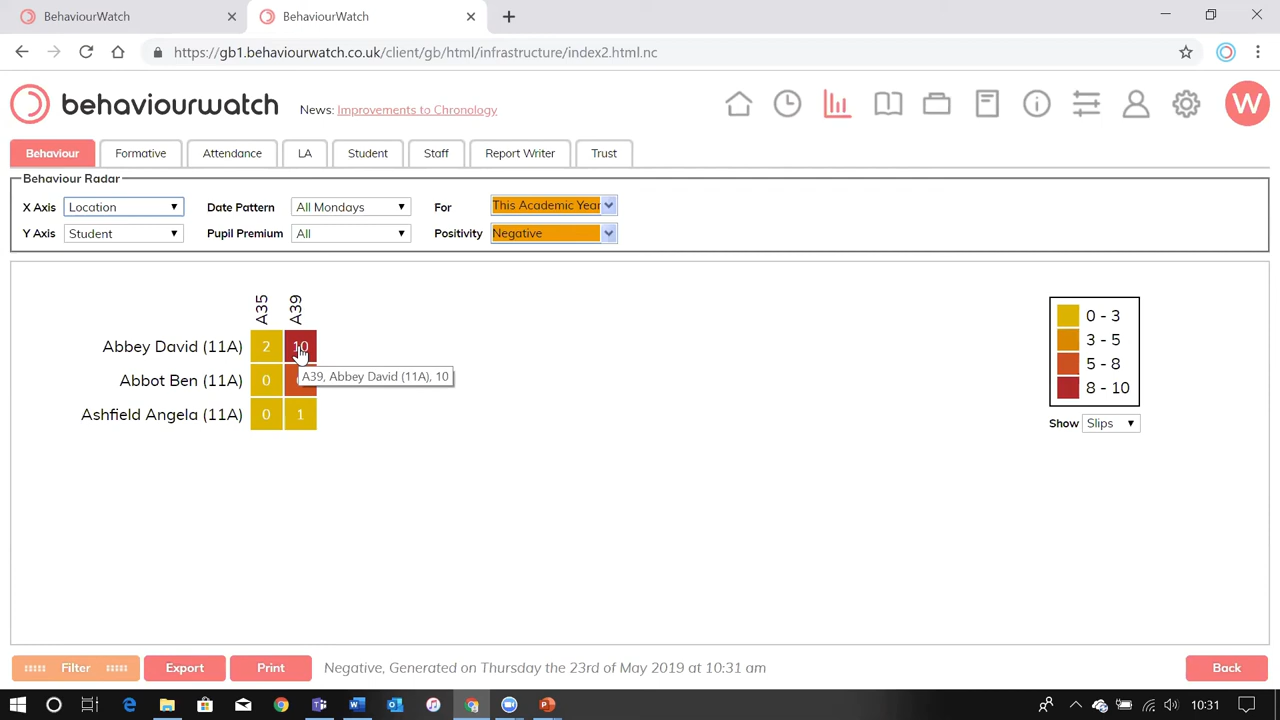 BehaviourWatch
BehaviourWatch
https://gb1.behaviourwatch.co.uk/client/gb/html/infrastructure/index2.html.nc
behaviourwatch
News: Improvements to Chronology
W
Behaviour Formative Attendance LA Student Staff Report Writer Trust
Behaviour Radar
X Axis Location Date Pattern All Mondays For This Academic Year
Y Axis Student Pupil Premium All Positivity Negative
A35 A39
Abbey David (11A) 2 10
Abbot Ben (11A) 0
A39, Abbey David (11A), 10
Ashfield Angela (11A) 0 1
0 - 3
3 - 5
5 - 8
8 - 10
Show Slips
Filter Export Print Negative, Generated on Thursday the 23rd of May 2019 at 10:31 am Back
10:31